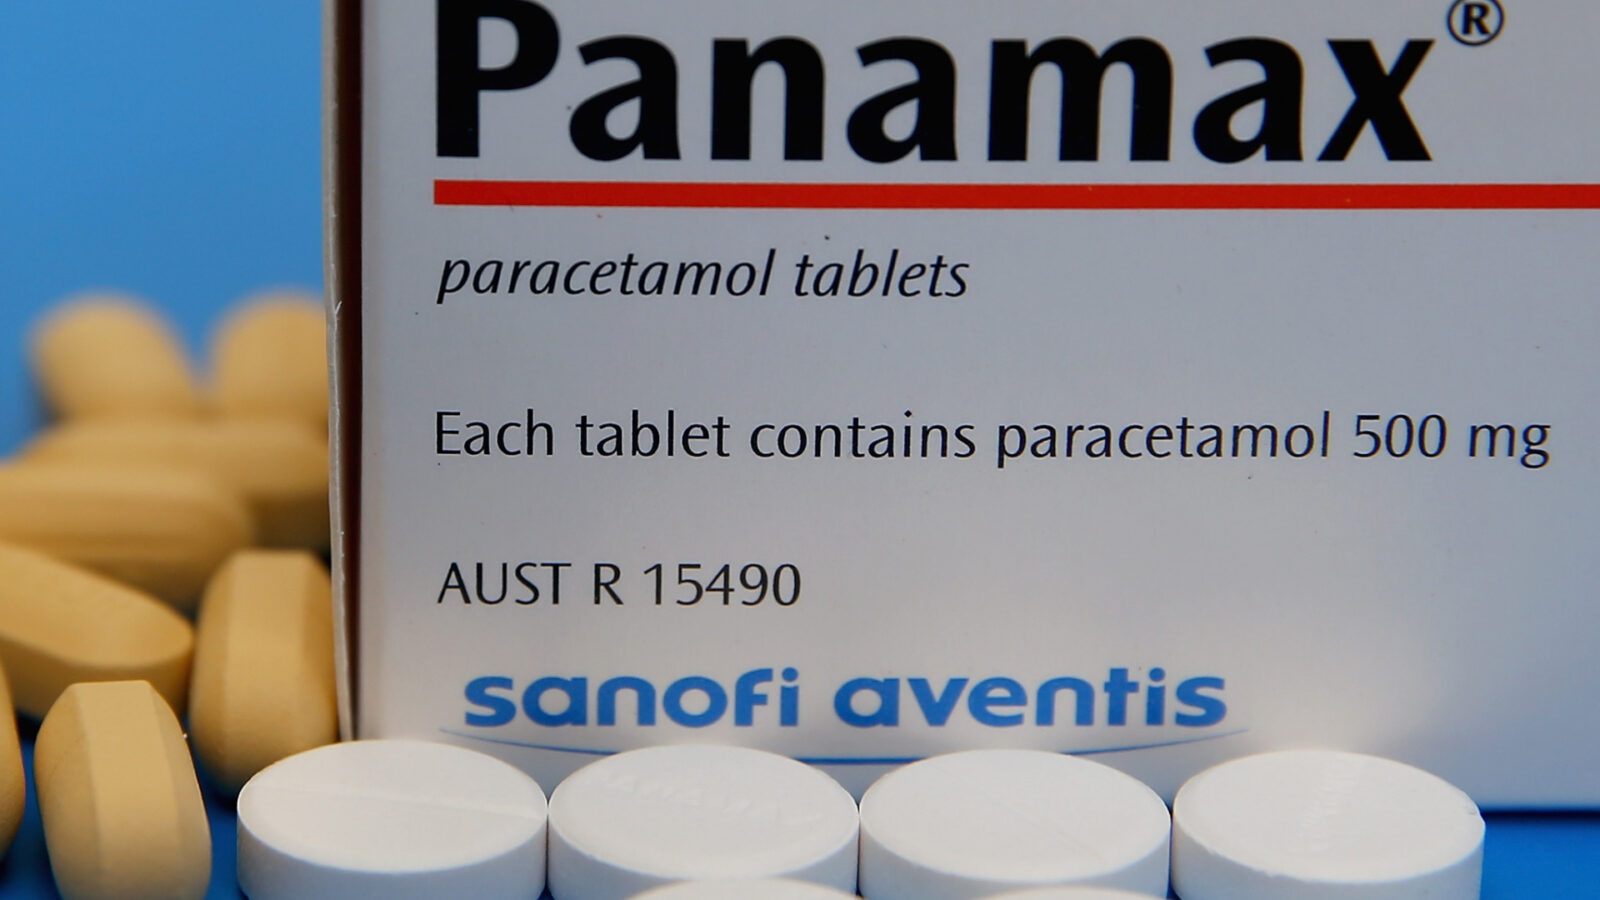 Panamax®
paracetamol tablets
Each tablet contains paracetamol 500 mg
AUST R 15490
sanofi aventis